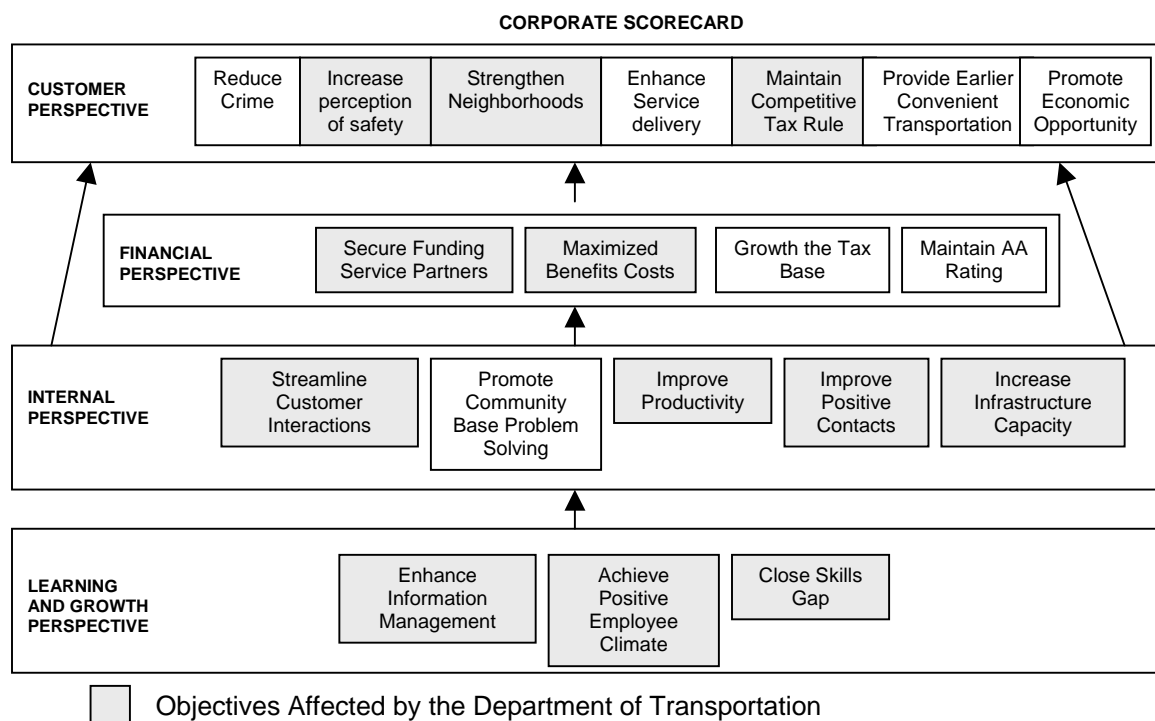 CORPORATE SCORECARD
CUSTOMER
PERSPECTIVE
Reduce
Crime
Increase
perception
of safety
Strengthen
Neighborhoods
Enhance
Service
delivery
Maintain
Competitive
Tax Rule
Provide Earlier
Convenient
Transportation
Promote
Economic
Opportunity
FINANCIAL
PERSPECTIVE
Secure Funding
Service Partners
Maximized
Benefits Costs
Growth the Tax
Base
Maintain AA
Rating
INTERNAL
PERSPECTIVE
Streamline
Customer
Interactions
Promote
Community
Base Problem
Solving
Improve
Productivity
Improve
Positive
Contacts
Increase
Infrastructure
Capacity
LEARNING
AND GROWTH
PERSPECTIVE
Enhance
Information
Management
Achieve
Positive
Employee
Climate
Close Skills
Gap
Objectives Affected by the Department of Transportation